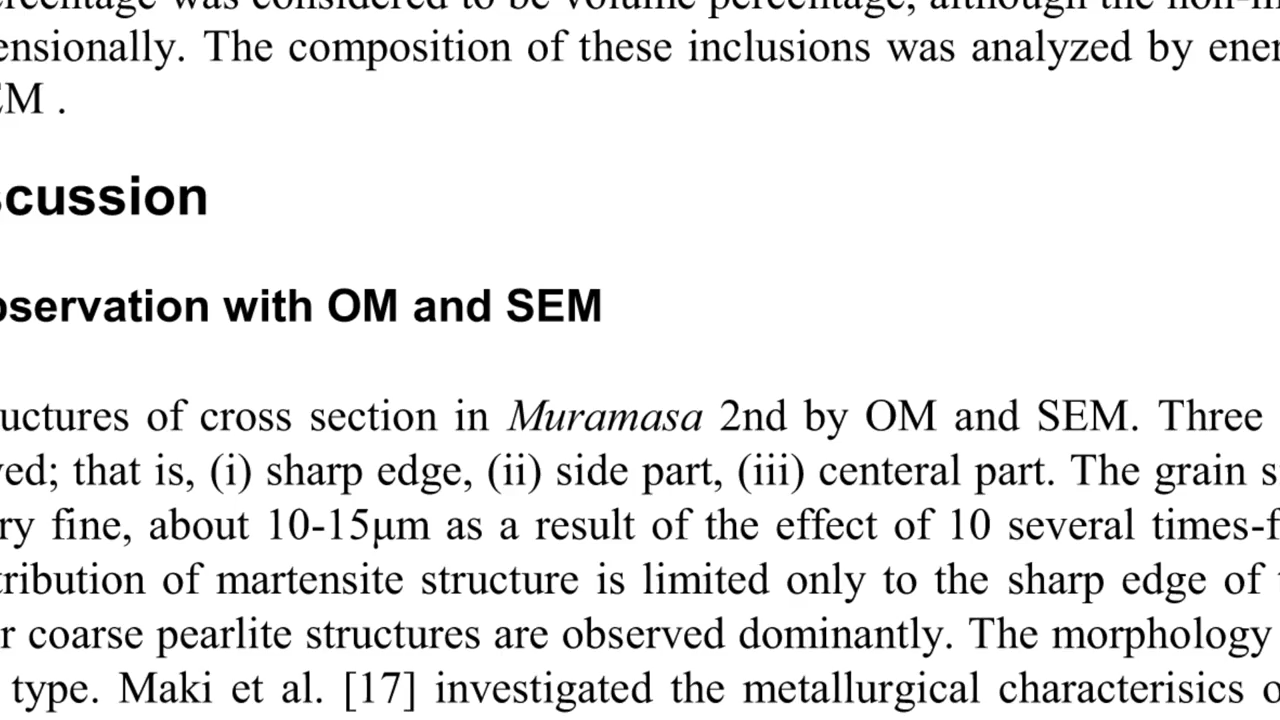 percentage was considered to be volume percentage, although the non-m
ensionally. The composition of these inclusions was analyzed by ener
EM .
scussion
bservation with OM and SEM
uctures of cross section in Muramasa 2nd by OM and SEM. Three
ved; that is, (i) sharp edge, (ii) side part, (iii) centeral part. The grain s
ry fine, about 10-15μm as a result of the effect of 10 several times-f
tribution of martensite structure is limited only to the sharp edge of t
r coarse pearlite structures are observed dominantly. The morphology
type. Maki et al. [17] investigated the metallurgical characterisics o